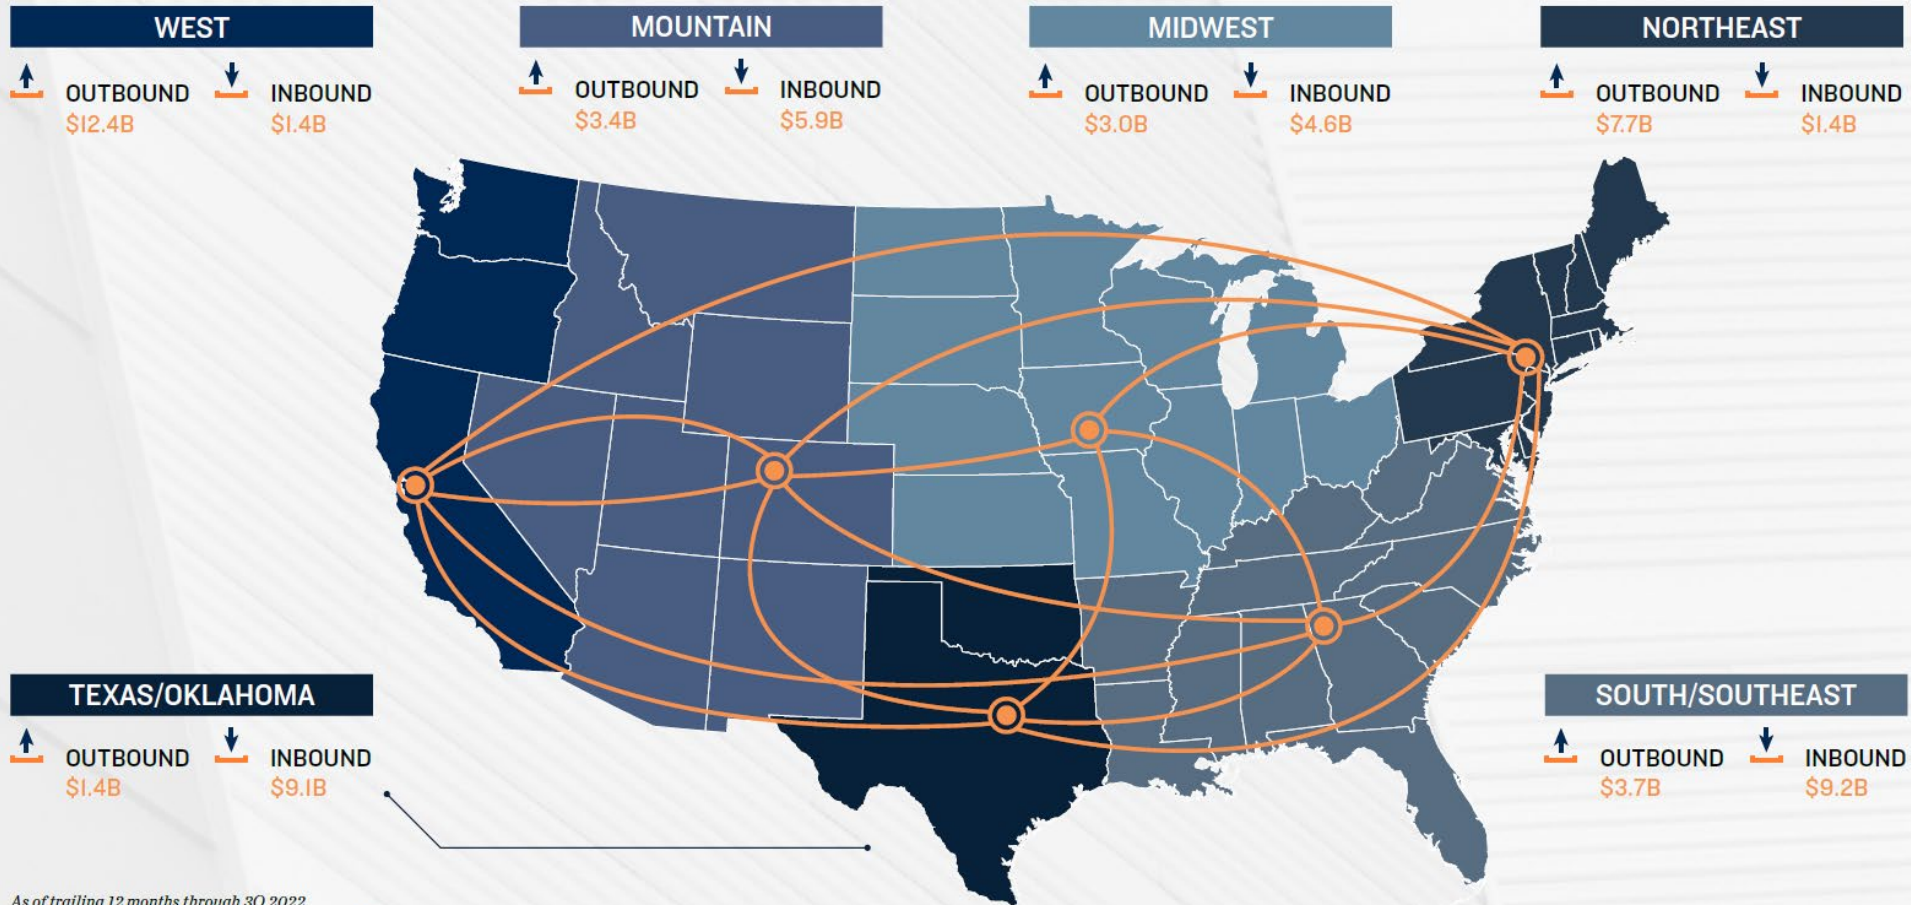 WEST
OUTBOUND INBOUND
$12.4B $1.4B
MOUNTAIN
OUTBOUND INBOUND
$3.4B $5.9B
MIDWEST
OUTBOUND INBOUND
$3.0B $4.6B
NORTHEAST
OUTBOUND INBOUND
$7.7B $1.4B
TEXAS/OKLAHOMA
OUTBOUND INBOUND
$1.4B $9.1B
SOUTH/SOUTHEAST
OUTBOUND INBOUND
$3.7B $9.2B
As of trailing 12 months through 3Q 2022